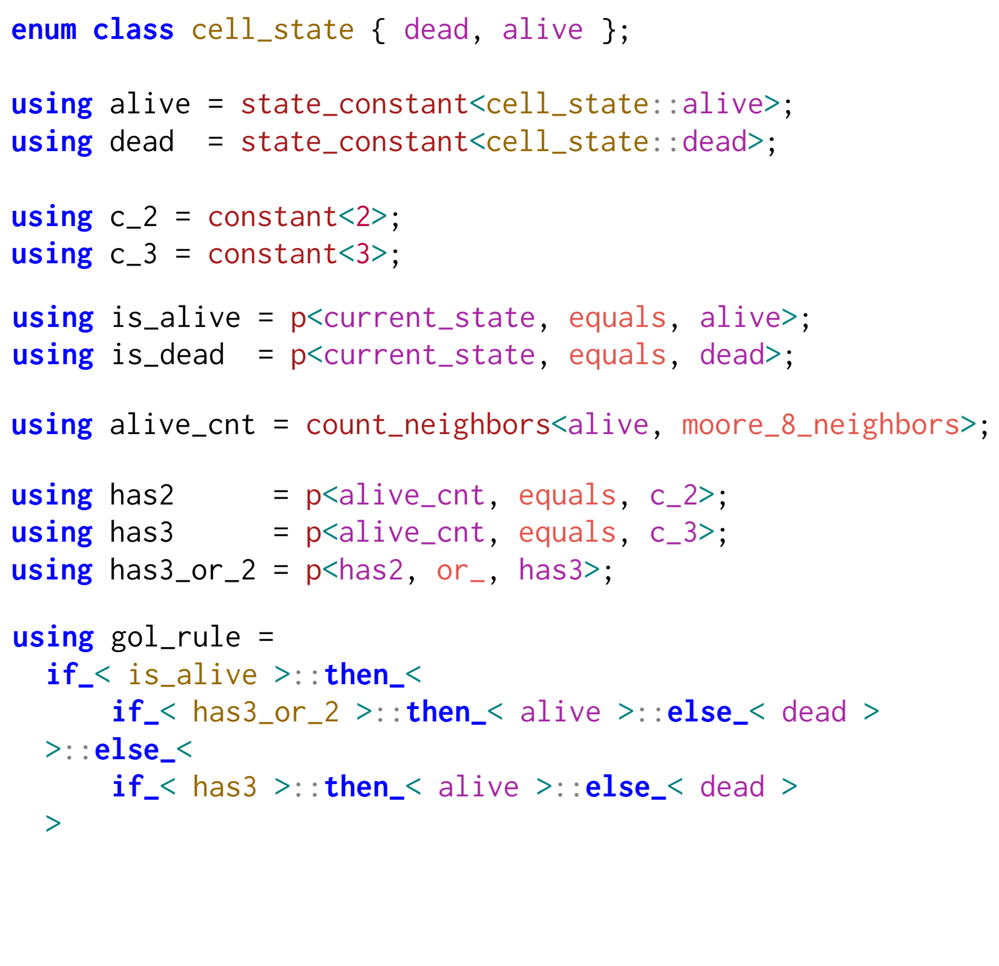 enum class cell_state { dead, alive };
using alive = state_constant<cell_state::alive>;
using dead  = state_constant<cell_state::dead>;
using c_2 = constant<2>;
using c_3 = constant<3>;
using is_alive = p<current_state, equals, alive>;
using is_dead  = p<current_state, equals, dead>;
using alive_cnt = count_neighbors<alive, moore_8_neighbors>;
using has2      = p<alive_cnt, equals, c_2>;
using has3      = p<alive_cnt, equals, c_3>;
using has3_or_2 = p<has2, or_, has3>;
using gol_rule =
  if_< is_alive >::then_<
      if_< has3_or_2 >::then_< alive >::else_< dead >
  >::else_<
      if_< has3 >::then_< alive >::else_< dead >
  >